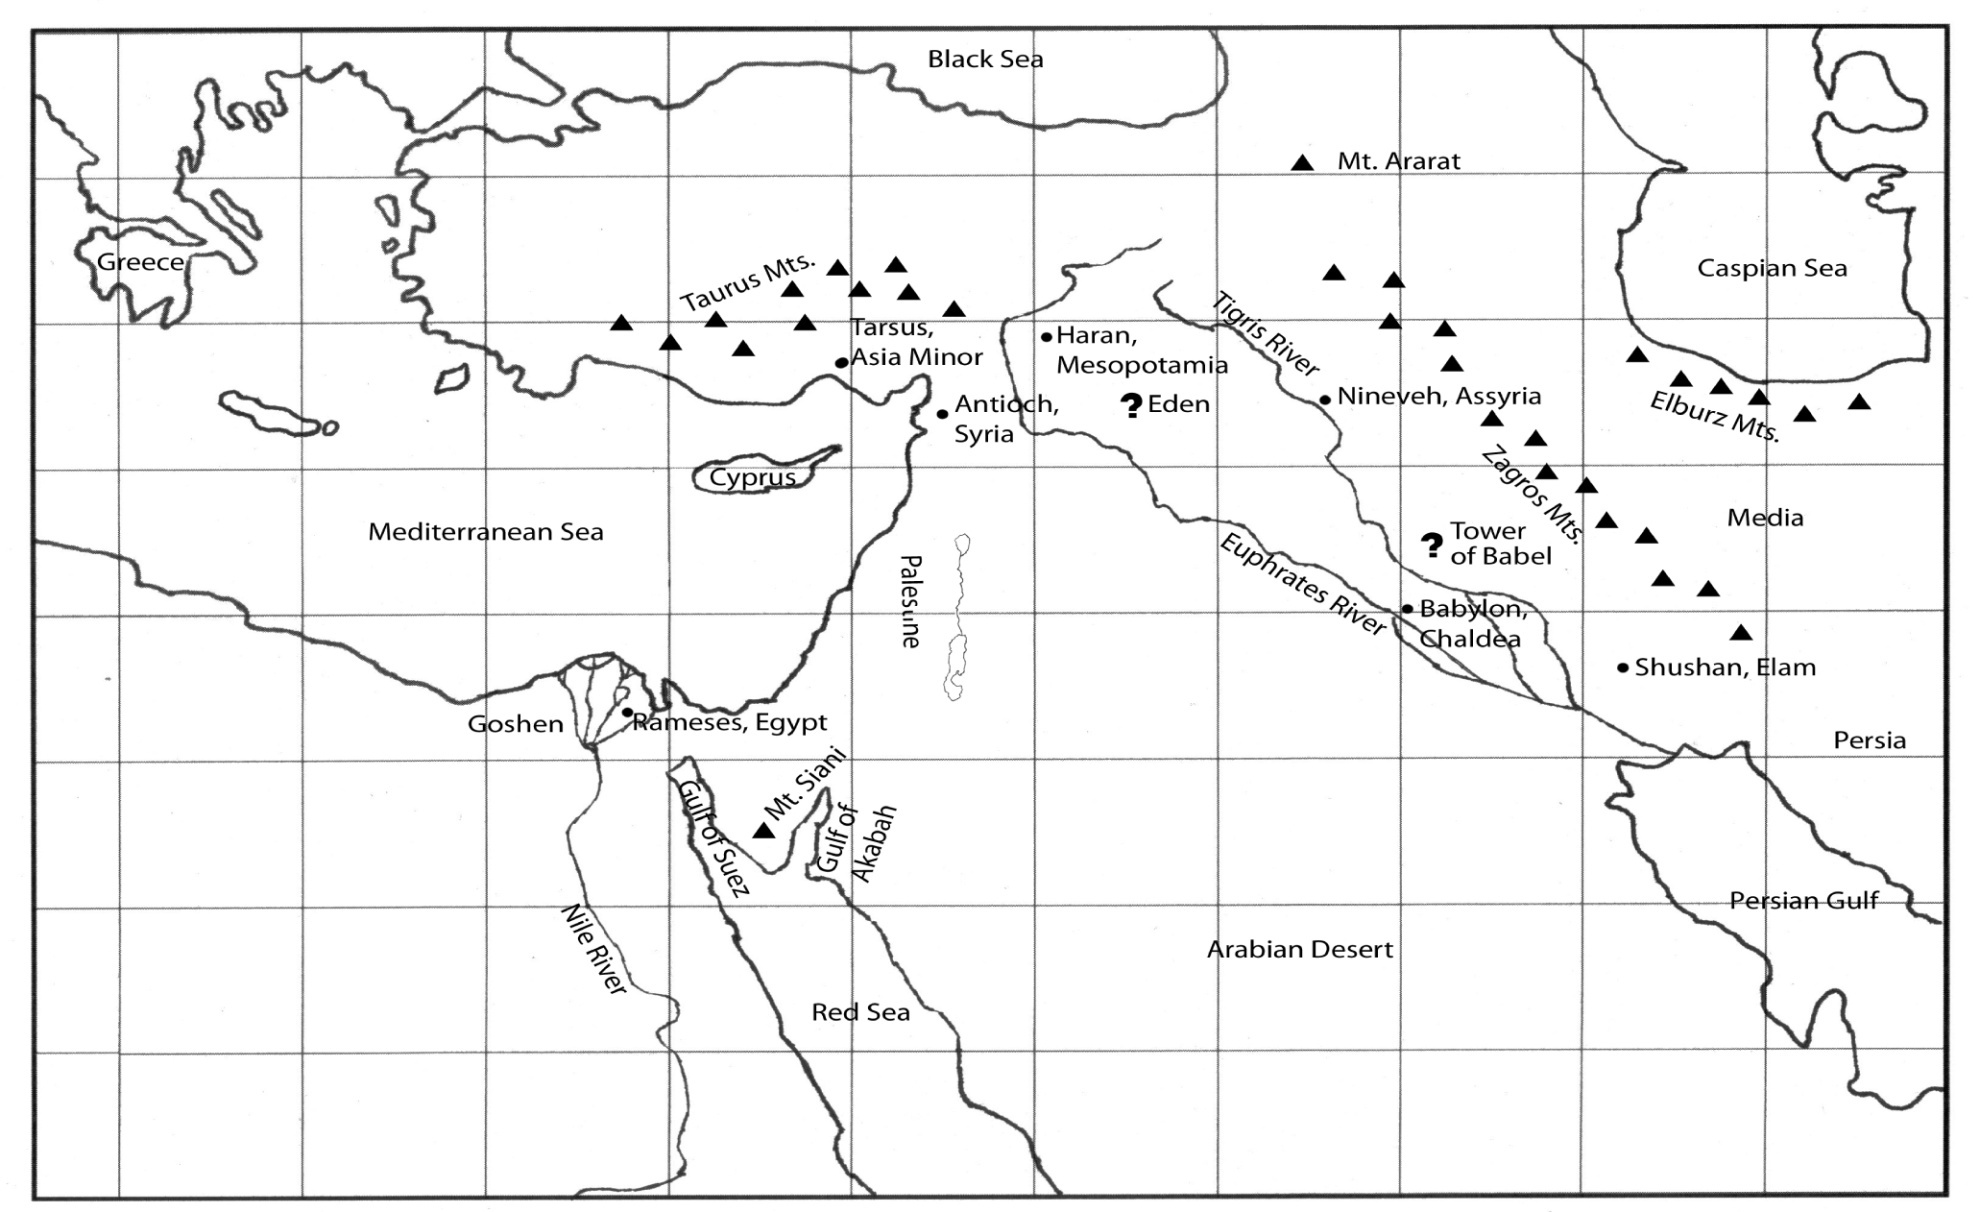 Black Sea
Mt. Ararat
Greece
Taurus Mts.
Caspian Sea
Tigris River
Tarsus,
Asia Minor
Haran,
Mesopotamia
Nineveh, Assyria
Elburz Mts.
Antioch,
Syria
? Eden
Cyprus
Zagros Mts.
Media
Mediterranean Sea
? Tower
of Babel
Palesune
Euphrates River
Babylon,
Chaldea
Shushan, Elam
Goshen
Rameses, Egypt
Persia
Mt. Siani
Gulf of Suez
Gulf of
Akabah
Persian Gulf
Nile River
Arabian Desert
Red Sea